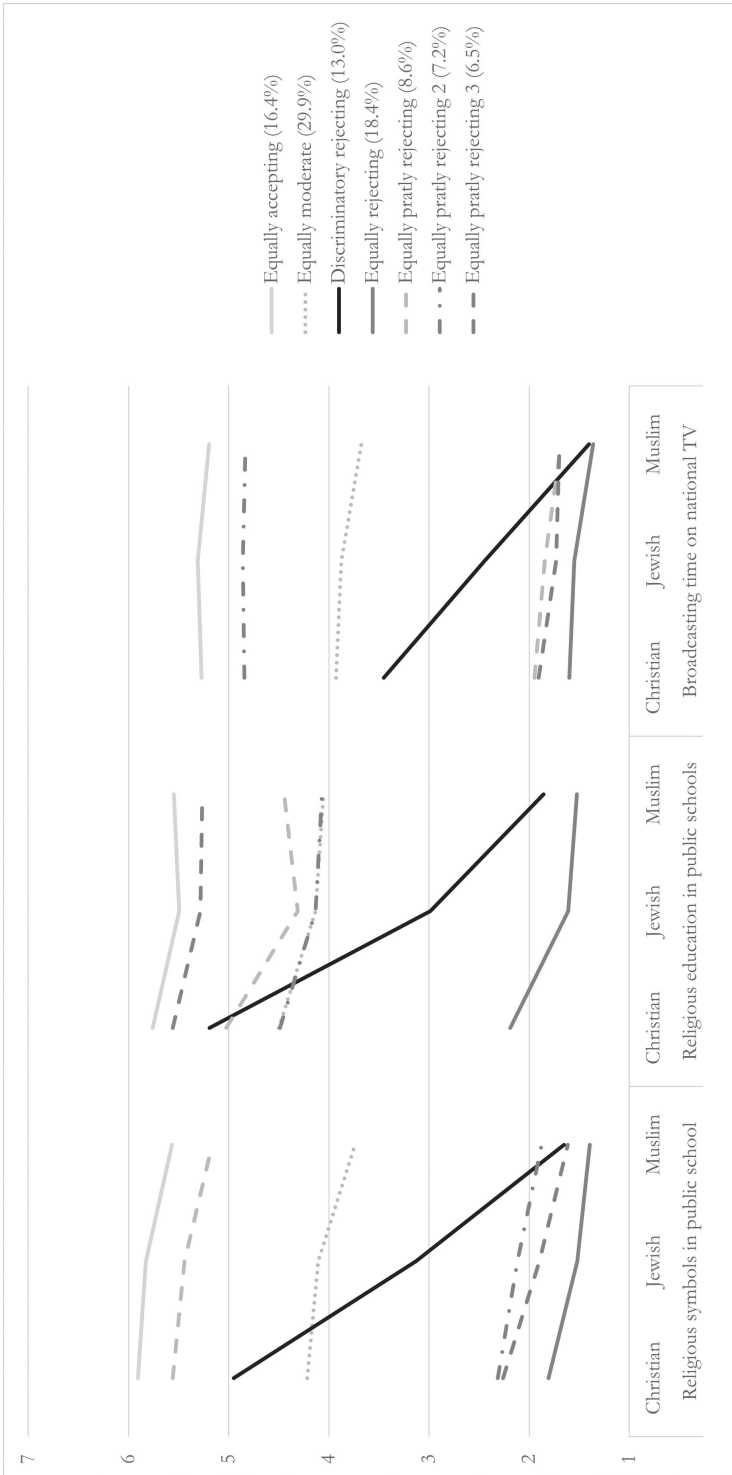 7
6
5
4
3
2
1
Christian Jewish Muslim
Religious symbols in public school
Christian Jewish Muslim
Religious education in public schools
Christian Jewish Muslim
Broadcasting time on national TV
Equally accepting (16.4%)
Equally moderate (29.9%)
Discriminatory rejecting (13.0%)
Equally rejecting (18.4%)
Equally pratly rejecting (8.6%)
Equally pratly rejecting 2 (7.2%)
Equally pratly rejecting 3 (6.5%)